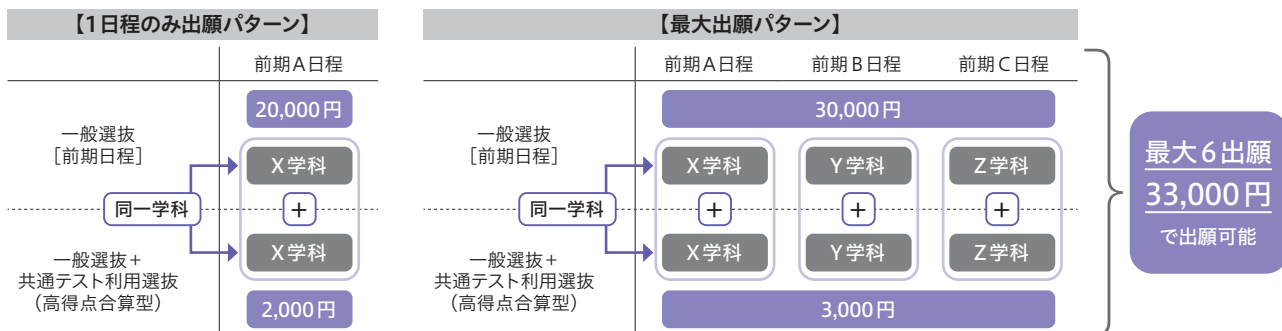 【1日程のみ出願パターン】
前期A日程
20,000円
一般選抜
［前期日程］
X学科
同一学科
+
X学科
一般選抜+
共通テスト利用選抜
（高得点合算型）
2,000円
【最大出願パターン】
前期A日程 前期B日程 前期C日程
30,000円
一般選抜
［前期日程］
X学科 Y学科 Z学科
同一学科
+ + +
X学科 Y学科 Z学科
一般選抜+
共通テスト利用選抜
（高得点合算型）
3,000円
最大6出願
33,000円
で出願可能